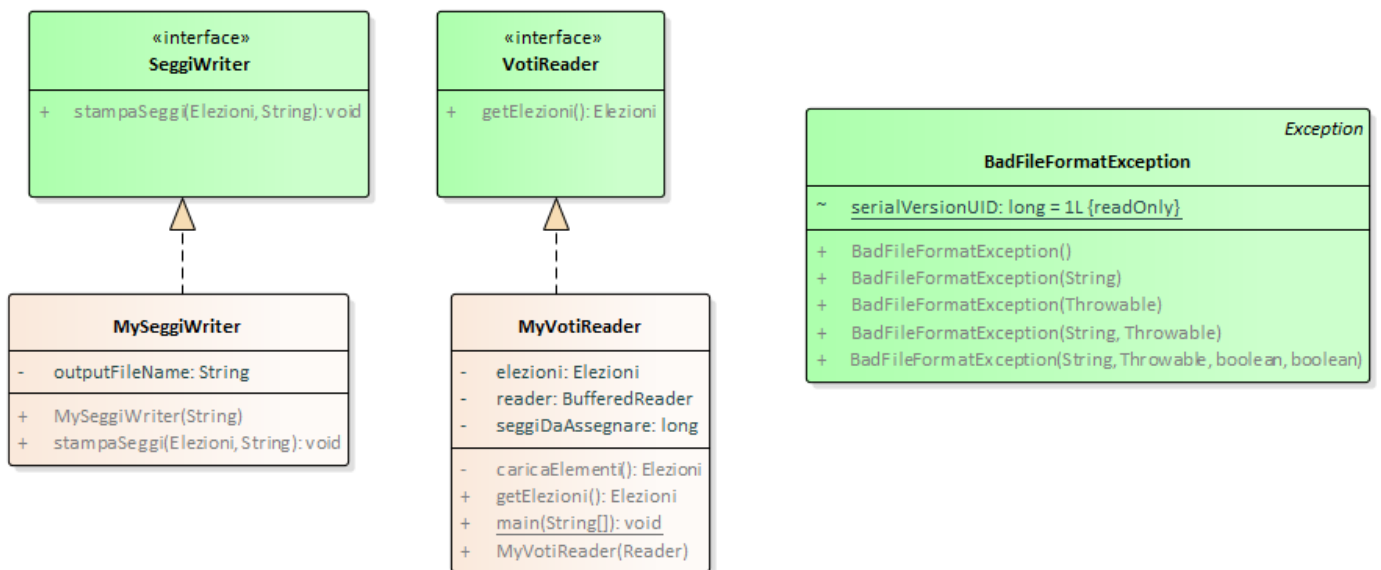 «interface»
SeggiWriter
+ stampaSeggi(Elezioni, String): void
«interface»
VotiReader
+ getElezioni(): Elezioni
Exception
BadFileFormatException
~ serialVersionUID: long = 1L {readOnly}
+ BadFileFormatException()
+ BadFileFormatException(String)
+ BadFileFormatException(Throwable)
+ BadFileFormatException(String, Throwable)
+ BadFileFormatException(String, Throwable, boolean, boolean)
MySeggiWriter
- outputFileName: String
+ MySeggiWriter(String)
+ stampaSeggi(Elezioni, String): void
MyVotiReader
- elezioni: Elezioni
- reader: BufferedReader
- seggiDaAssegnare: long
- caricaElementi(): Elezioni
+ getElezioni(): Elezioni
+ main(String[]): void
+ MyVotiReader(Reader)